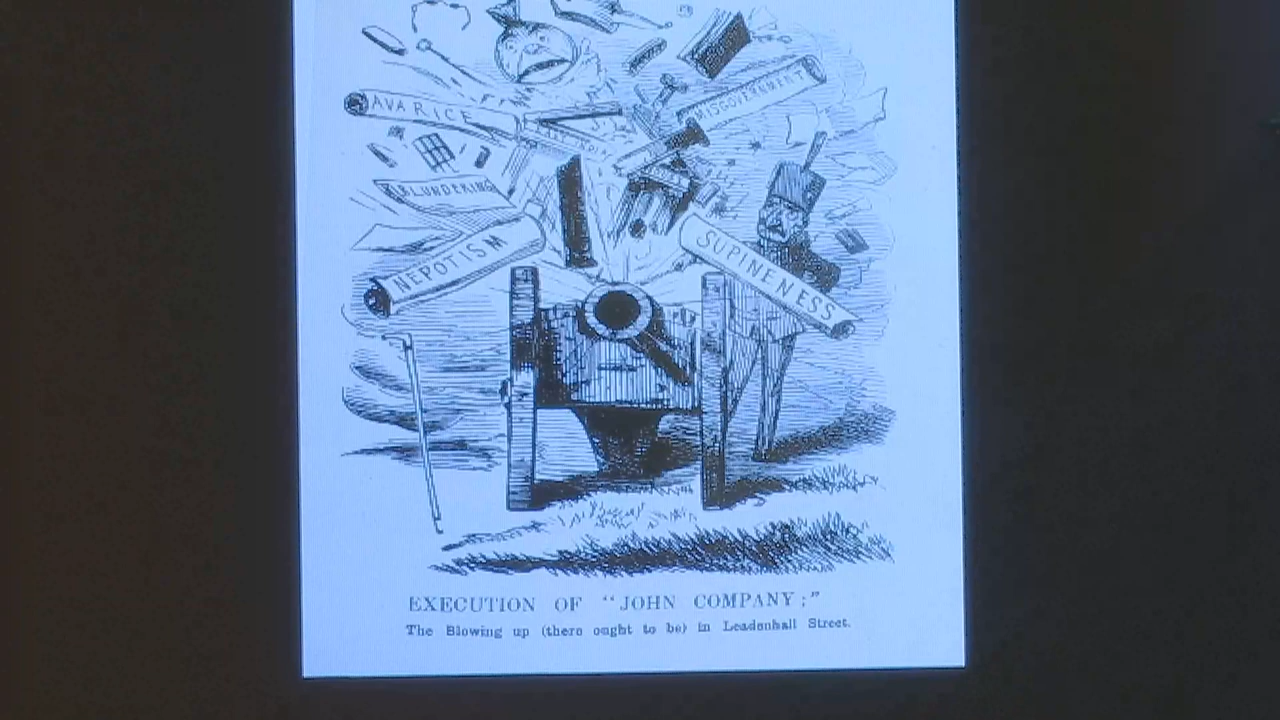 AVARICE
MISGOVERNMENT
BLUNDERING
NEPOTISM
SUPINENESS
EXECUTION OF "JOHN COMPANY;"
The Blowing up (there ought to be) in Leadenhall Street.